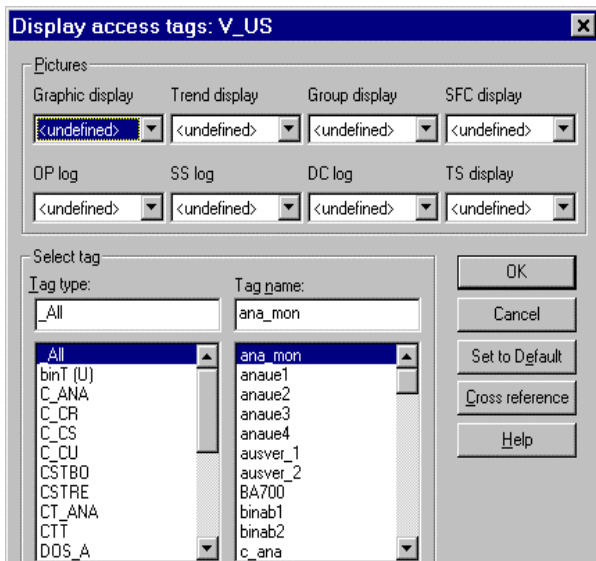 Display access tags: V_US
Pictures
Graphic display Trend display Group display SFC display
<undefined> <undefined> <undefined> <undefined>
OP log SS log DC log TS display
<undefined> <undefined> <undefined> <undefined>
Select tag
Tag type: Tag name:
_All ana_mon
_All ana_mon
binT (U) anaue1
C_ANA anaue2
C_CR anaue3
C_CS anaue4
C_CU ausver_1
CSTBO ausver_2
CSTRE BA700
CT_ANA binab1
CTT binab2
DOS_A c_ana
OK
Cancel
Set to Default
Cross reference
Help